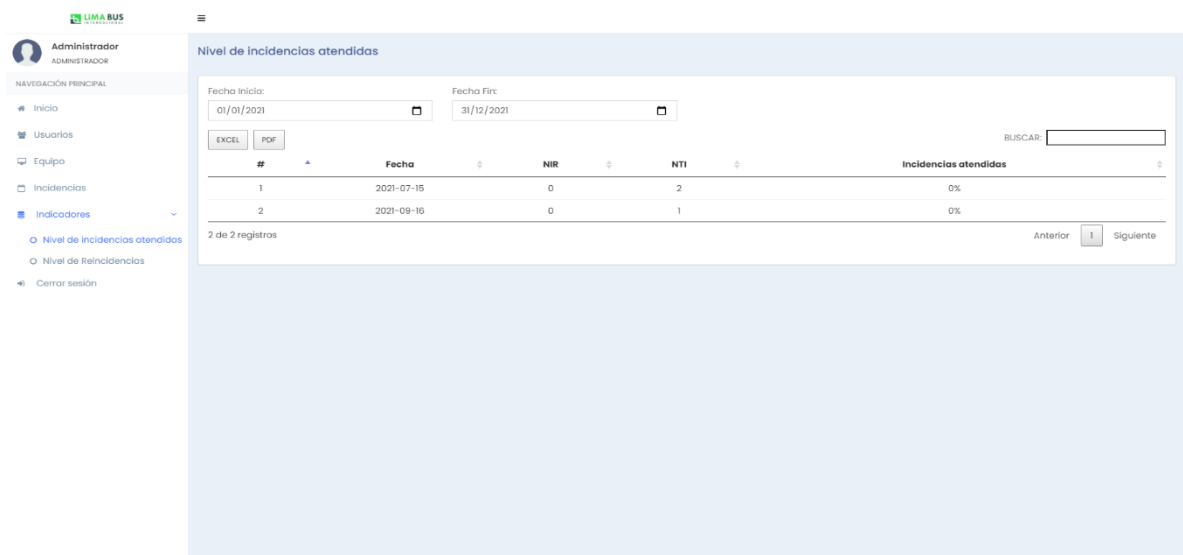 LIMABUS
INTERNACIONAL
Administrador
ADMINISTRADOR
NAVEGACIÓN PRINCIPAL
Inicio
Usuarios
Equipo
Incidencias
Indicadores
Nivel de incidencias atendidas
Nivel de Reincidencias
Cerrar sesión
Nivel de incidencias atendidas
Fecha Inicio: Fecha Fin:
01/01/2021 31/12/2021
EXCEL PDF BUSCAR:
# Fecha NIR NTI Incidencias atendidas
1 2021-07-15 0 2 0%
2 2021-09-16 0 1 0%
2 de 2 registros Anterior 1 Siguiente